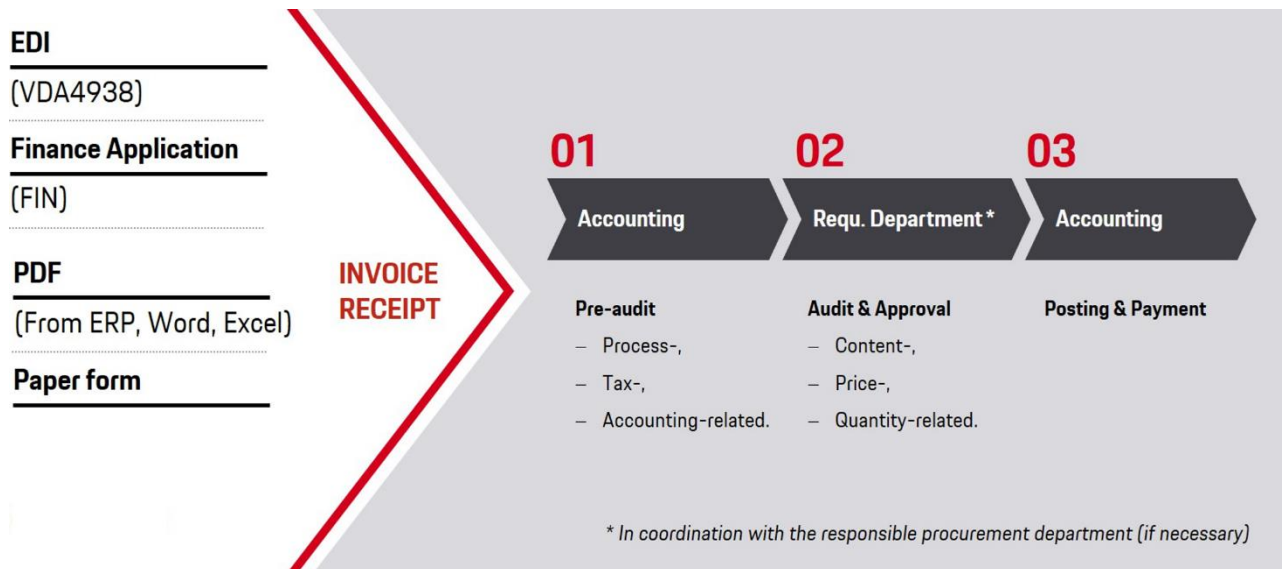 EDI
(VDA4938)
Finance Application
(FIN)
PDF
(From ERP, Word, Excel)
Paper form
INVOICE
RECEIPT
01
Accounting
Pre-audit
– Process-,
– Tax-,
– Accounting-related.
02
Requ. Department *
Audit & Approval
– Content-,
– Price-,
– Quantity-related.
03
Accounting
Posting & Payment
* In coordination with the responsible procurement department (if necessary)